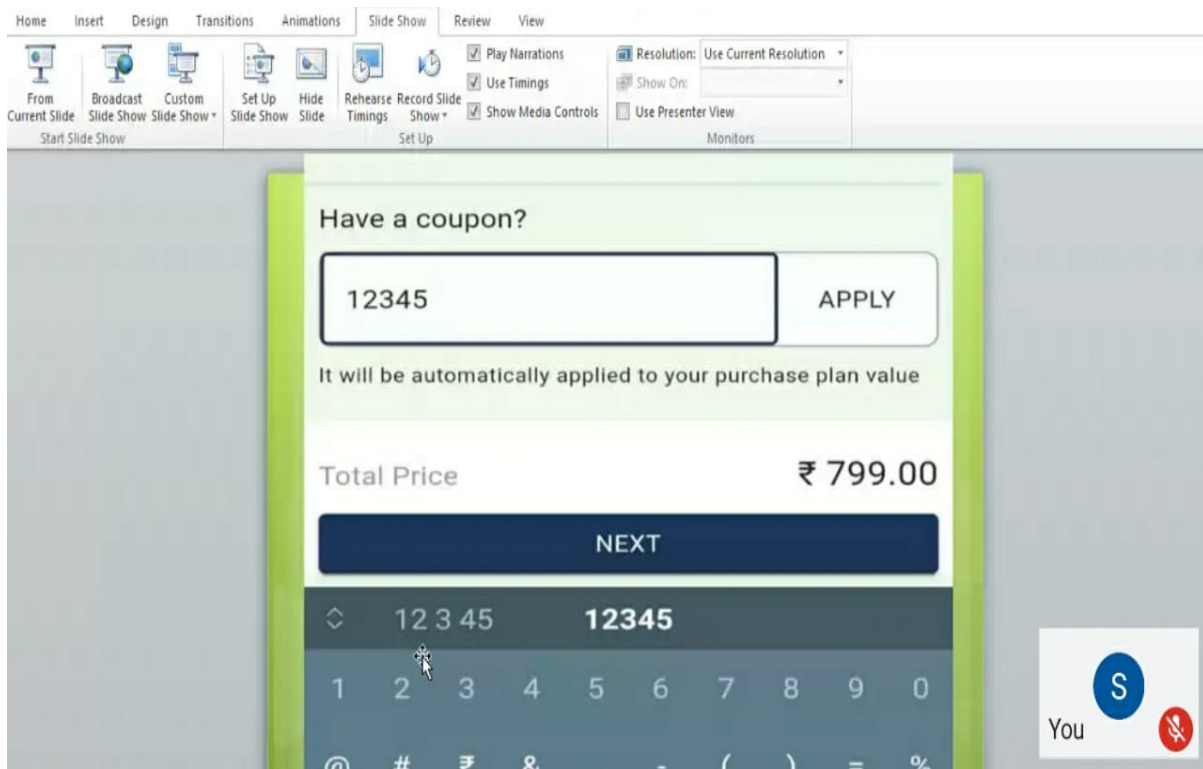 Home Insert Design Transitions Animations Slide Show Review View
From Current Slide
Broadcast Slide Show
Custom Slide Show
Set Up Slide Show
Hide Slide
Rehearse Timings
Record Slide Show
Play Narrations
Use Timings
Show Media Controls
Resolution: Use Current Resolution
Show On:
Use Presenter View
Start Slide Show Set Up Monitors
Have a coupon?
12345 APPLY
It will be automatically applied to your purchase plan value
Total Price ₹ 799.00
NEXT
12 3 45 12345
1 2 3 4 5 6 7 8 9 0
@ # ₹ & _ - ( ) = %
S
You